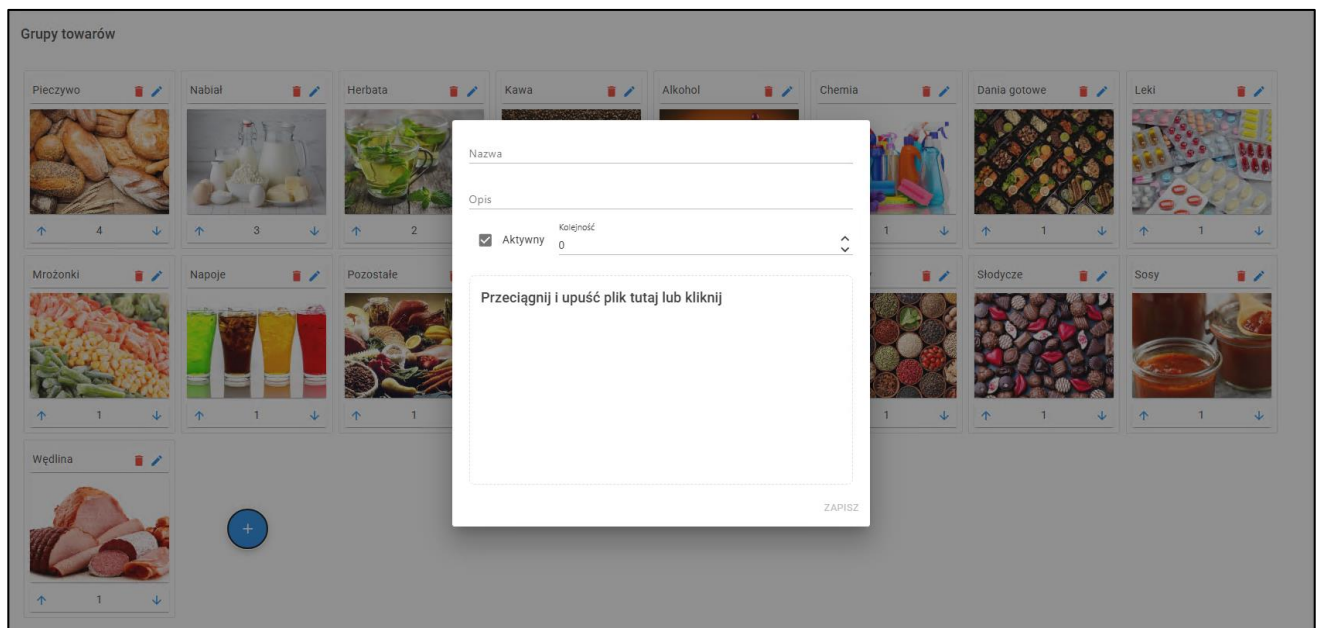 Grupy towarów
Pieczywo
Nabiał
Herbata
Kawa
Alkohol
Chemia
Dania gotowe
Leki
4
3
2
1
1
1
Nazwa
Opis
Aktywny
Kolejność
0
Przeciągnij i upuść plik tutaj lub kliknij
ZAPISZ
Mrożonki
Napoje
Pozostałe
Słodycze
Sosy
1
1
1
1
1
1
Wędlina
+
1